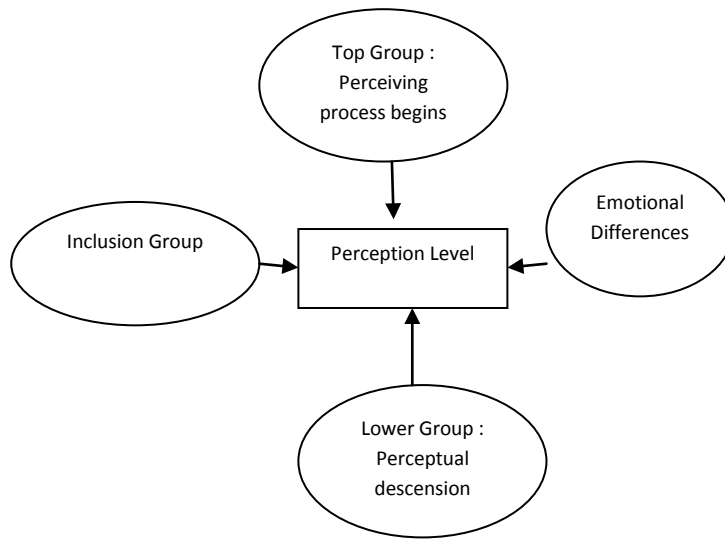 Top Group :
Perceiving
process begins
Emotional
Differences
Inclusion Group
Perception Level
Lower Group :
Perceptual
descension